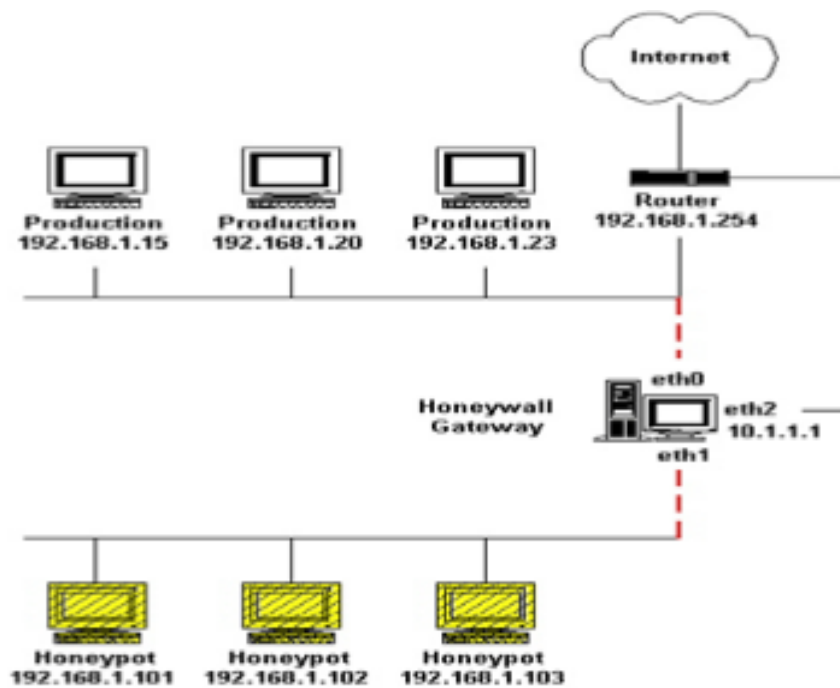 Internet
Router
192.168.1.254
Production
192.168.1.15
Production
192.168.1.20
Production
192.168.1.23
Honeywall
Gateway
eth0
eth2
10.1.1.1
eth1
Honeypot
192.168.1.101
Honeypot
192.168.1.102
Honeypot
192.168.1.103